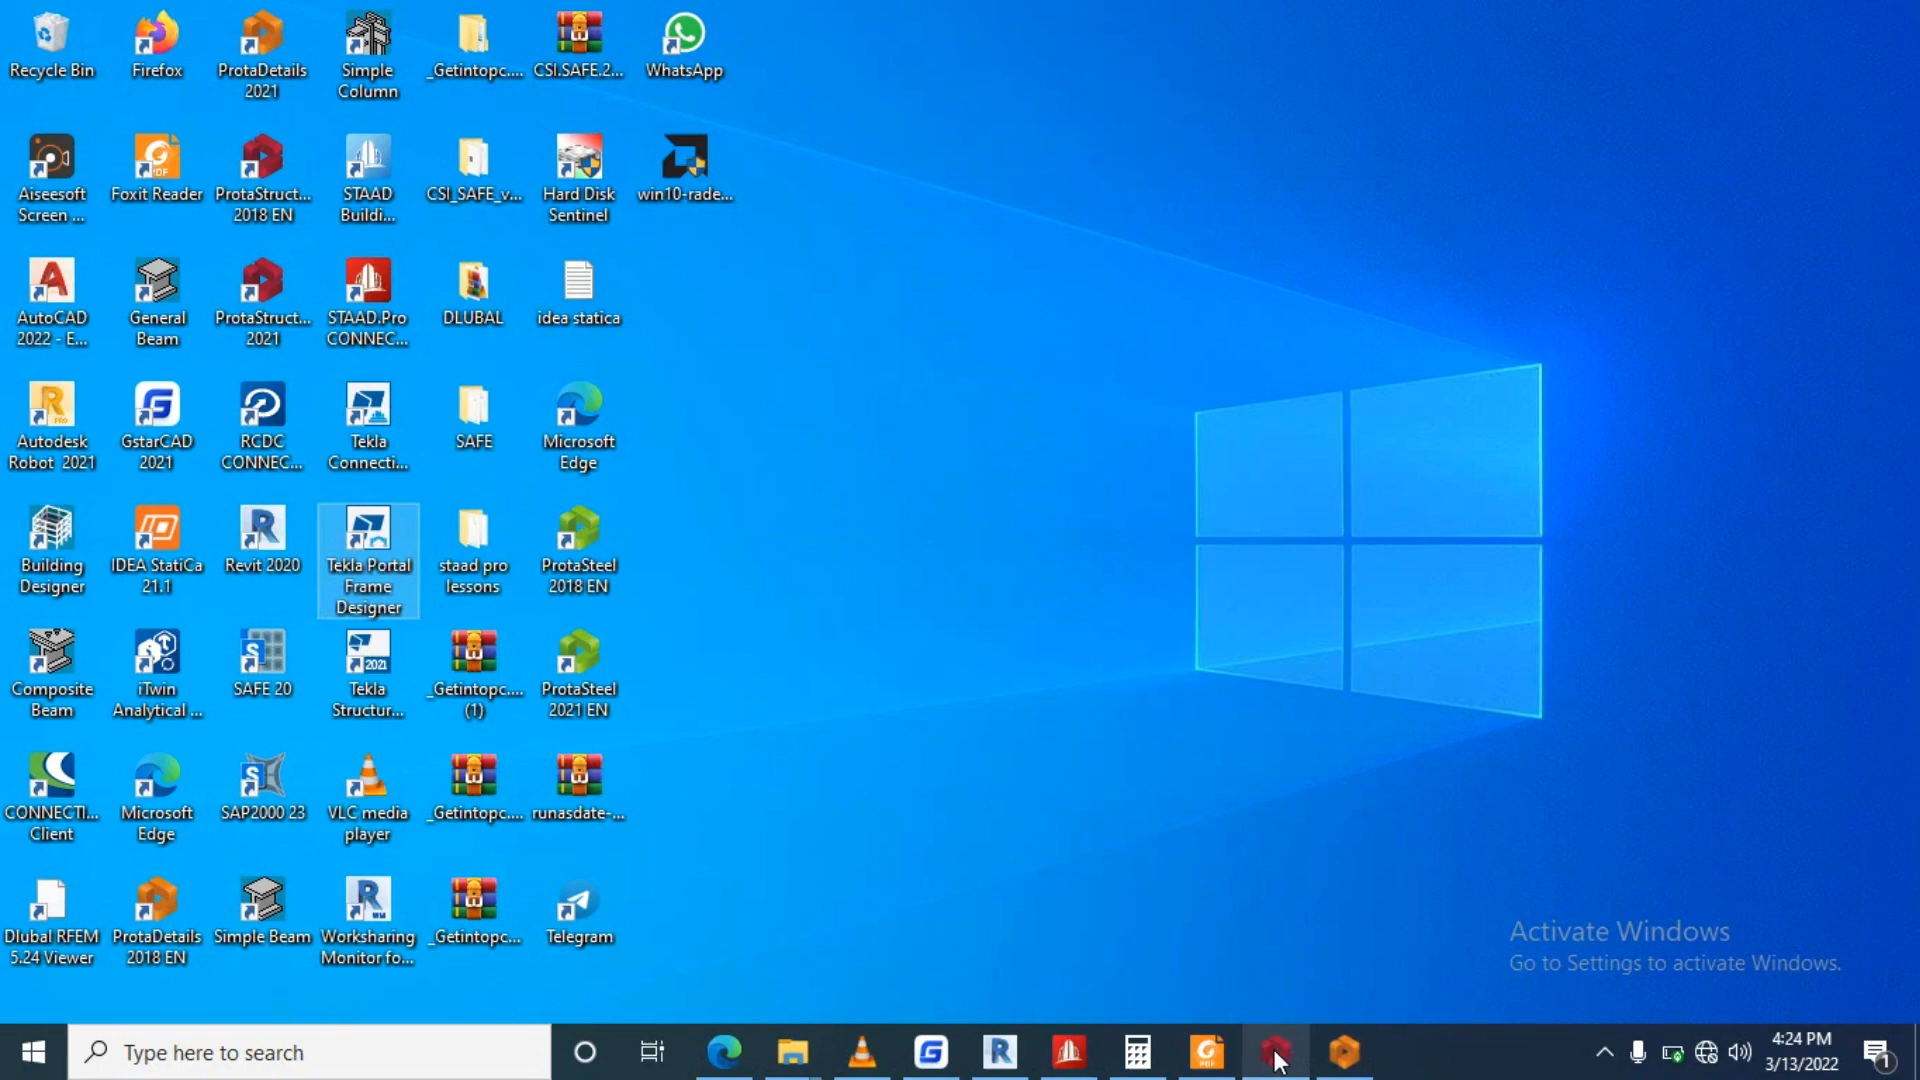 Recycle Bin
Firefox
ProtaDetails
2021
Simple
Column
_Getintopc....
CSI.SAFE.2...
WhatsApp
Aiseesoft
Screen ...
Foxit Reader
ProtaStruct...
2018 EN
STAAD
Buildi...
CSI_SAFE_v...
Hard Disk
Sentinel
win10-rade...
AutoCAD
2022 - E...
General
Beam
ProtaStruct...
2021
STAAD.Pro
CONNEC...
DLUBAL
idea statica
Autodesk
Robot 2021
GstarCAD
2021
RCDC
CONNEC...
Tekla
Connecti...
SAFE
Microsoft
Edge
Building
Designer
IDEA StatiCa
21.1
Revit 2020
Tekla Portal
Frame
Designer
staad pro
lessons
ProtaSteel
2018 EN
Composite
Beam
iTwin
Analytical ...
SAFE 20
2021
Tekla
Structur...
_Getintopc....
(1)
ProtaSteel
2021 EN
CONNECTI...
Client
Microsoft
Edge
SAP2000 23
VLC media
player
_Getintopc....
runasdate-...
Dlubal RFEM
5.24 Viewer
ProtaDetails
2018 EN
Simple Beam
Worksharing
Monitor fo...
_Getintopc...
Telegram
Activate Windows
Go to Settings to activate Windows.
Type here to search
4:24 PM
3/13/2022
1